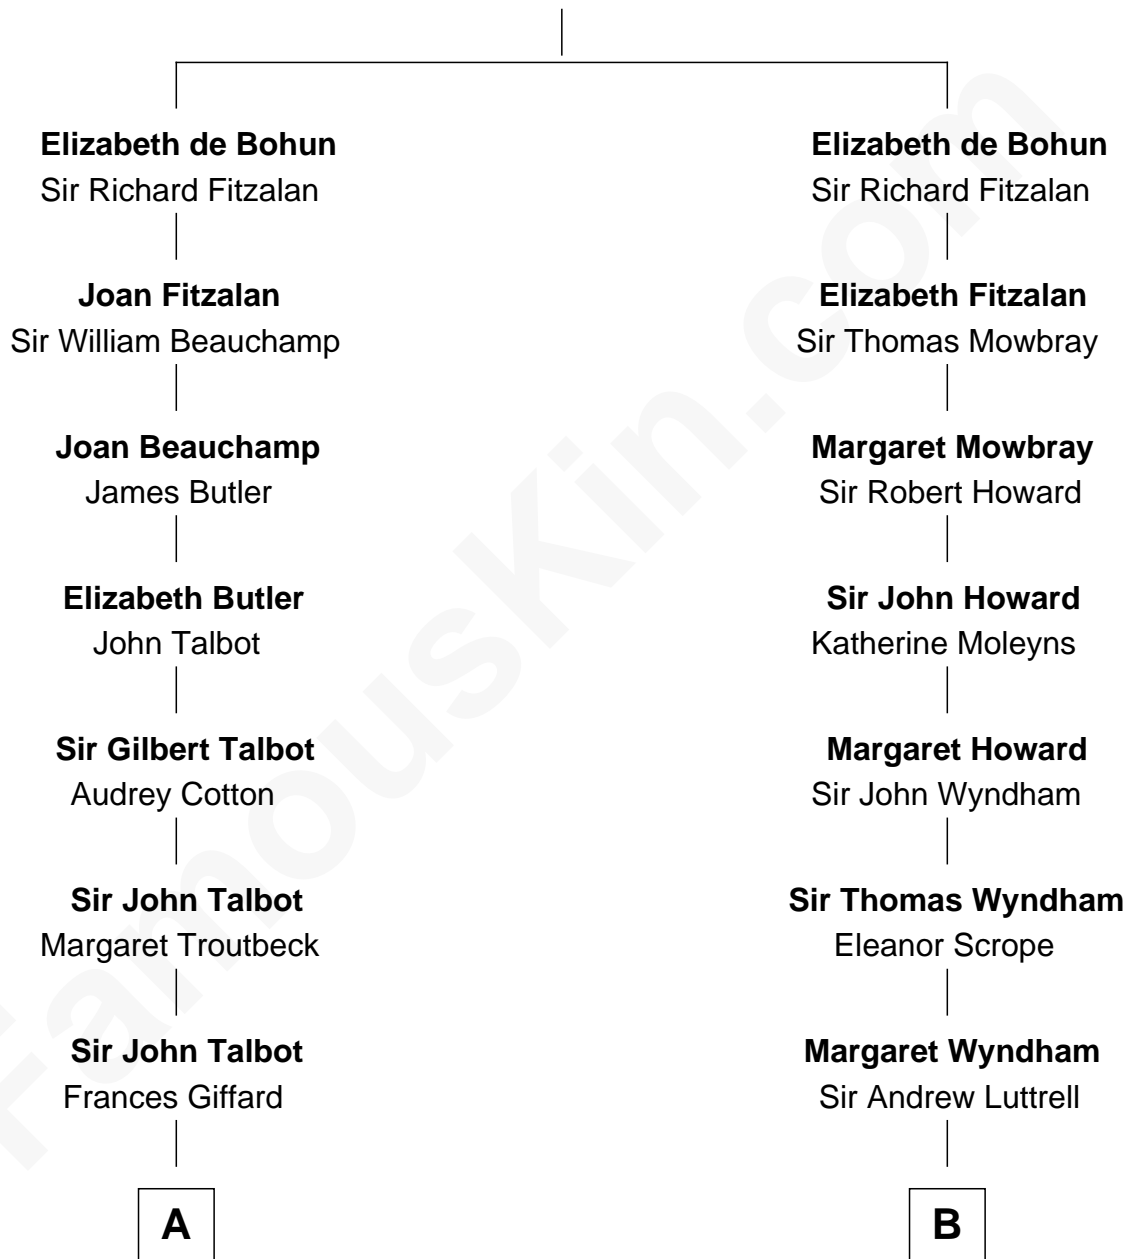 Elizabeth de Bohun
Sir Richard Fitzalan
Joan Fitzalan
Sir William Beauchamp
Joan Beauchamp
James Butler
Elizabeth Butler
John Talbot
Sir Gilbert Talbot
Audrey Cotton
Sir John Talbot
Margaret Troutbeck
Sir John Talbot
Frances Giffard
A
Elizabeth de Bohun
Sir Richard Fitzalan
Elizabeth Fitzalan
Sir Thomas Mowbray
Margaret Mowbray
Sir Robert Howard
Sir John Howard
Katherine Moleyns
Margaret Howard
Sir John Wyndham
Sir Thomas Wyndham
Eleanor Scrope
Margaret Wyndham
Sir Andrew Luttrell
B
FamousKin.com